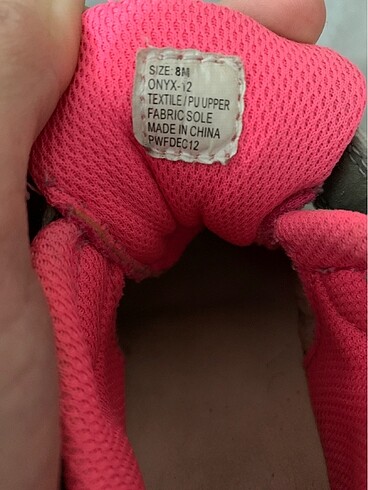 SIZE: 8M
ONYX-12
TEXTILE/PU UPPER
FABRIC SOLE
MADE IN CHINA
PWFDEC12